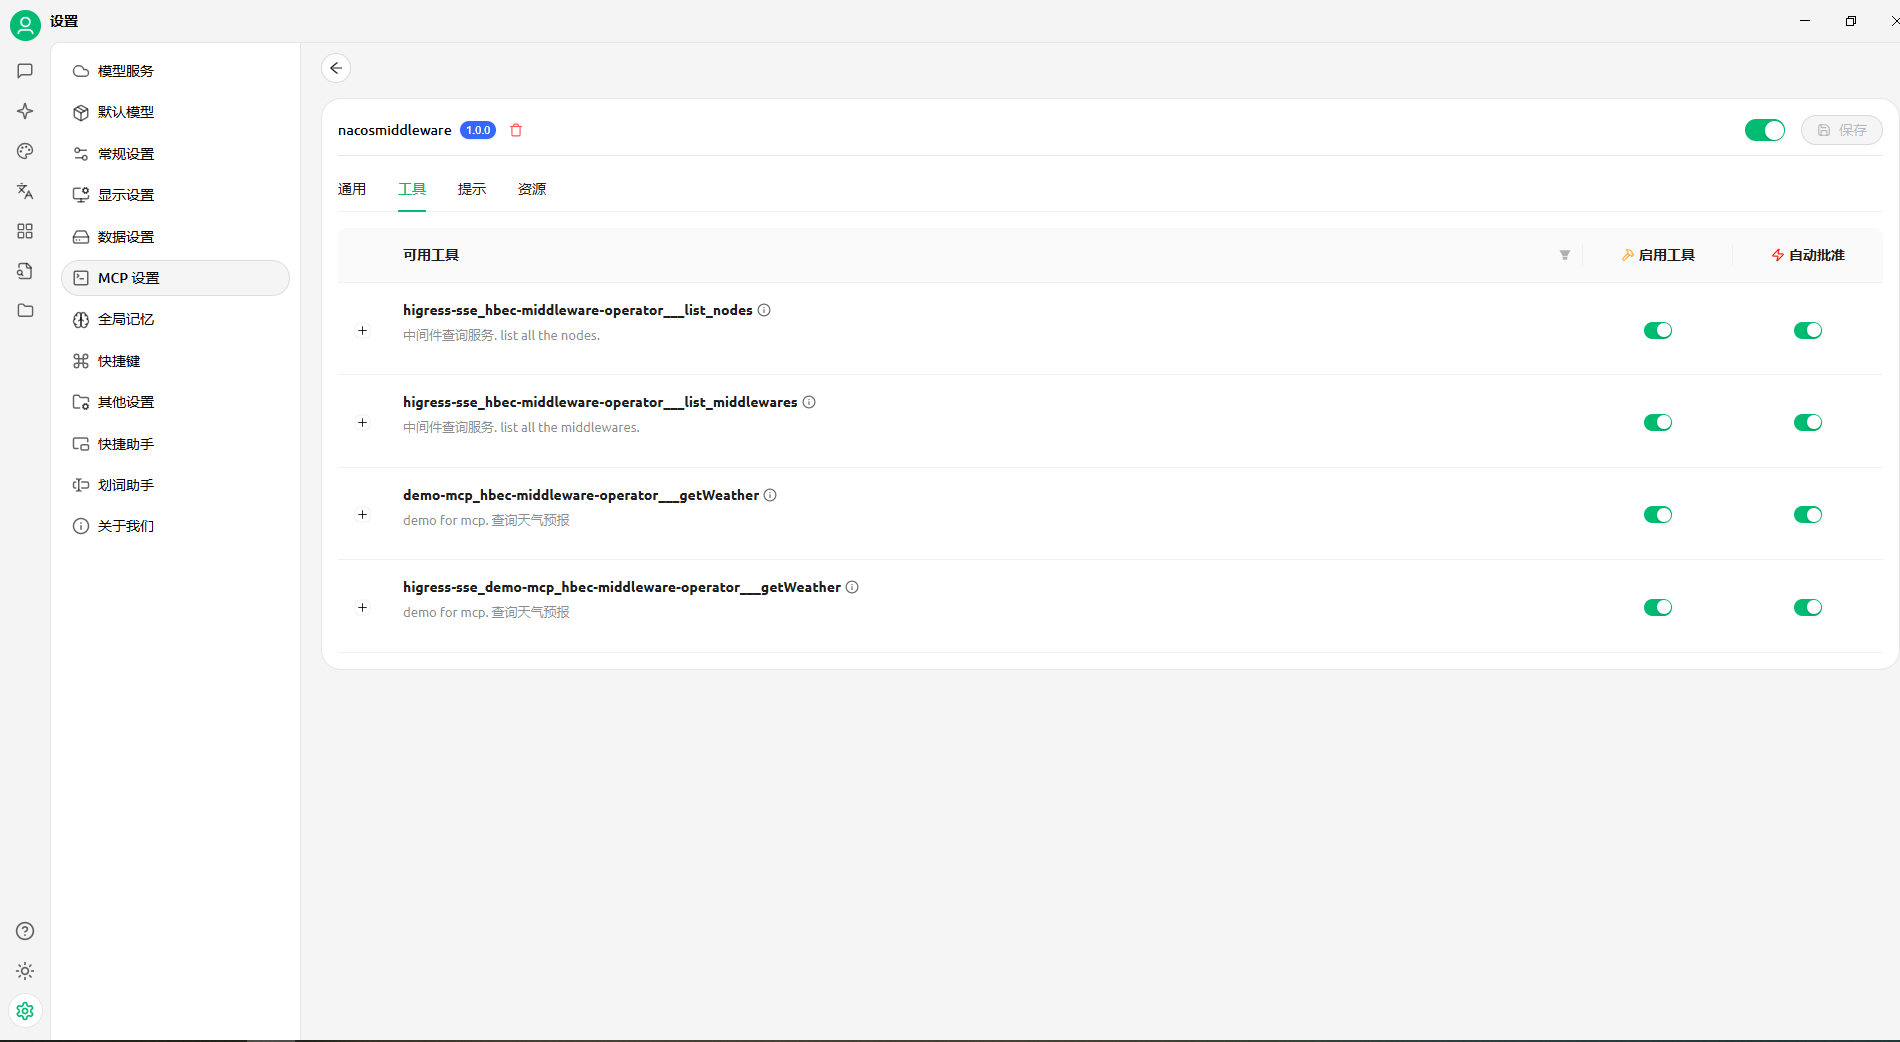 设置
模型服务
默认模型
常规设置
显示设置
数据设置
MCP 设置
全局记忆
快捷键
其他设置
快捷助手
划词助手
关于我们
nacosmiddleware 1.0.0
保存
通用 工具 提示 资源
可用工具 启用工具 自动批准
higress-sse_hbec-middleware-operator___list_nodes
中间件查询服务. list all the nodes.
higress-sse_hbec-middleware-operator___list_middlewares
中间件查询服务. list all the middlewares.
demo-mcp_hbec-middleware-operator___getWeather
demo for mcp. 查询天气预报
higress-sse_demo-mcp_hbec-middleware-operator___getWeather
demo for mcp. 查询天气预报